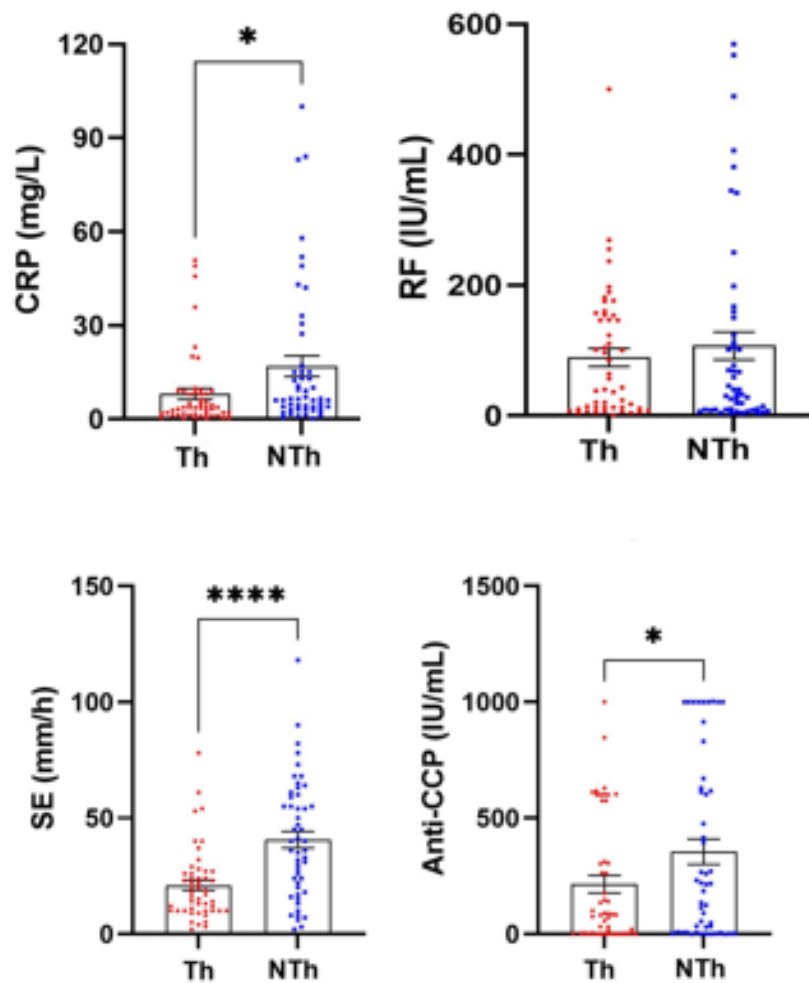 CRP (mg/L)
120
90
60
30
0
*
Th
NTh
RF (IU/mL)
600
400
200
0
Th
NTh
SE (mm/h)
150
100
50
0
****
Th
NTh
Anti-CCP (IU/mL)
1500
1000
500
0
*
Th
NTh